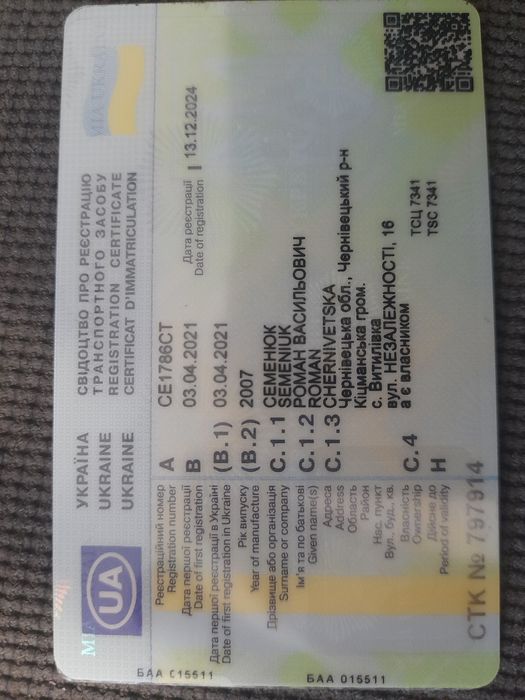 УКРАЇНА
UKRAINE
UKRAINE
СВІДОЦТВО ПРО РЕЄСТРАЦІЮ
ТРАНСПОРТНОГО ЗАСОБУ
REGISTRATION CERTIFICATE
CERTIFICAT D'IMMATRICULATION
UA
Реєстраційний номер
Registration number
A CE1786CT
Дата першої реєстрації
Date of first registration
B 03.04.2021
Дата реєстрації
Date of registration
I 13.12.2024
Дата першої реєстрації в Україні
Date of first registration in Ukraine
(B.1) 03.04.2021
Рік випуску
Year of manufacture
(B.2) 2007
Прізвище або організація
Surname or company
C.1.1 СЕМЕНЮК
SEMENIUK
Ім'я та по батькові
Given name(s)
C.1.2 РОМАН ВАСИЛЬОВИЧ
ROMAN
Адреса
Address
C.1.3 CHERNIVETSKA
Область
Чернівецька обл., Чернівецький р-н
Район
Кіцманська гром.
Нас. пункт
с. Витилівка
Вул., буд., кв.
вул. НЕЗАЛЕЖНОСТІ, 16
Власність
Ownership
C.4 а є власником
Дійсне до
Period of validity
H
ТСЦ 7341
TSC 7341
СТК № 797914
БАА 015511
БАА 015511